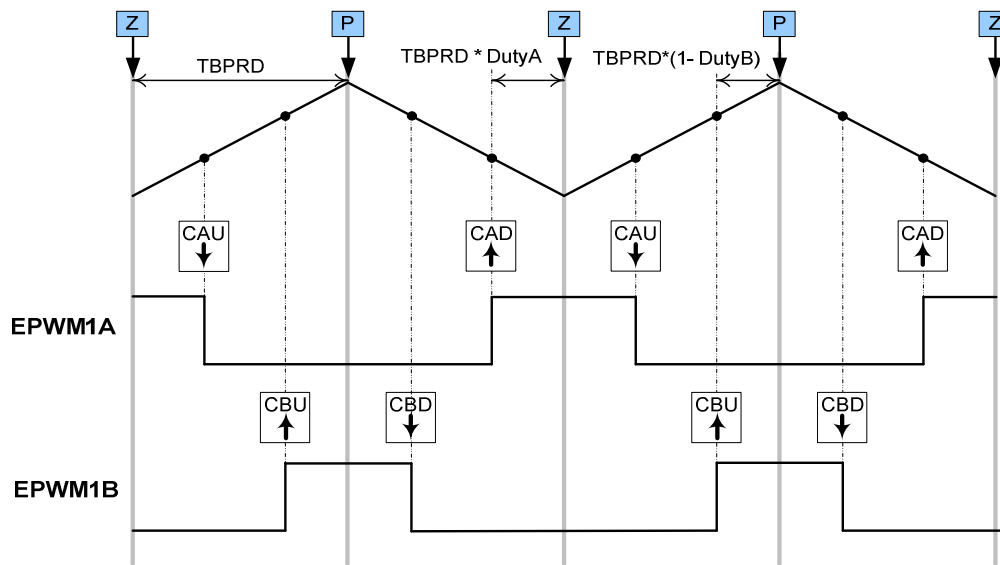 Z P Z P Z
TBPRD TBPRD * DutyA TBPRD*(1- DutyB)
CAU CAD CAU CAD
EPWM1A
CBU CBD CBU CBD
EPWM1B